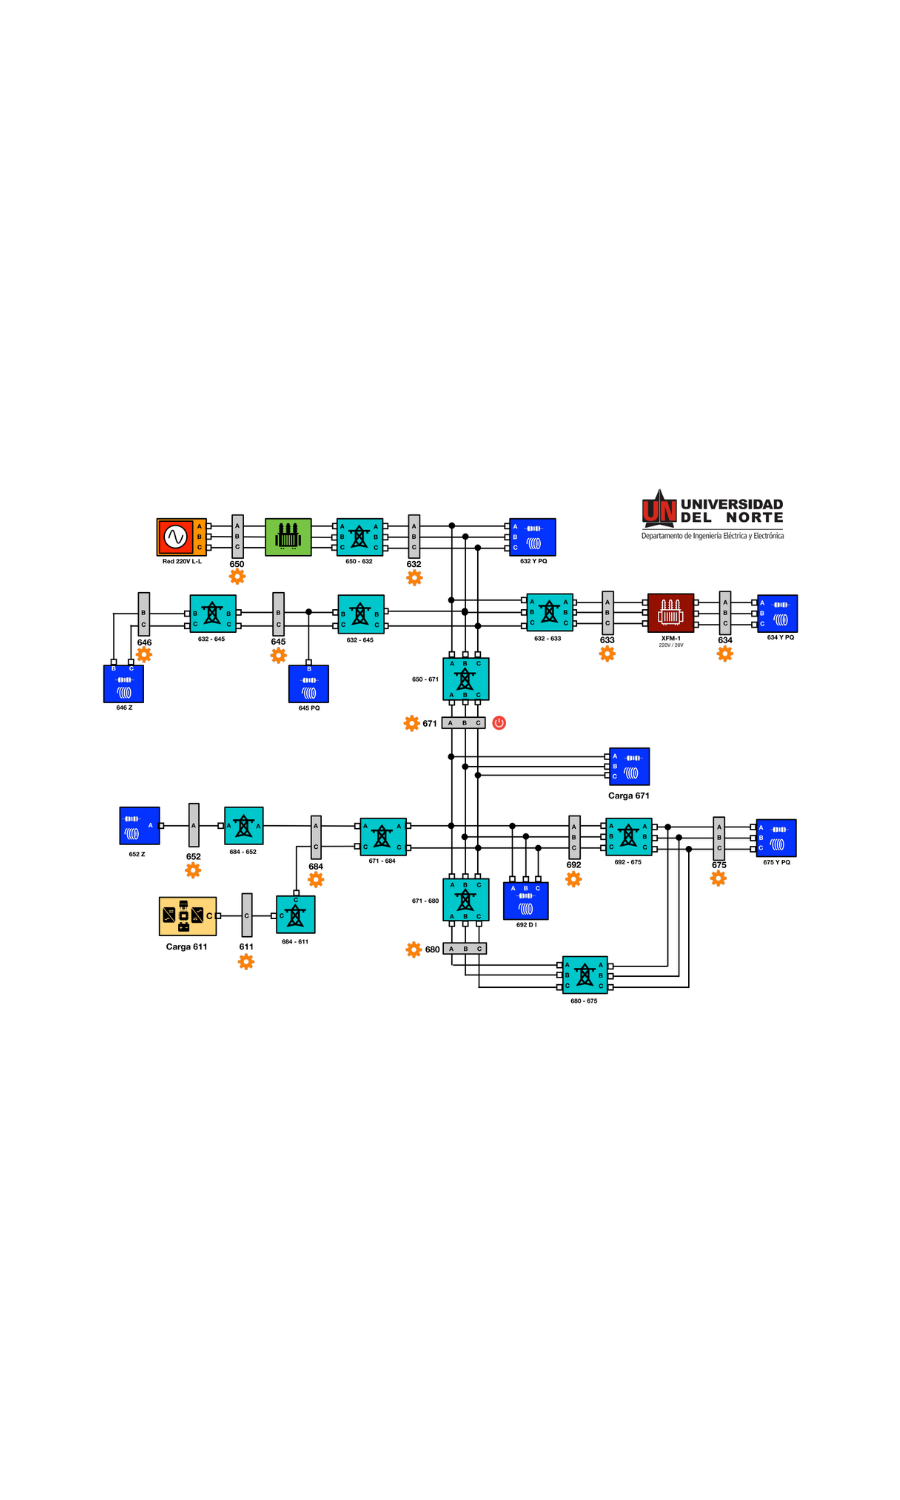 UN UNIVERSIDAD
DEL NORTE
Departamento de Ingeniería Eléctrica y Electrónica
A A A A A A A
B B B B B B B
C C C C C C C
Red 220V L-L
650
650 - 632
632
632 Y PQ
B B B B B B A A A A A
C C C C C C B B B B B
C C C C C
646
632 - 645
645
632 - 645
632 - 633
633
XFM-1
220V / 26V
634
634 Y PQ
B C
646 Z
B
645 PQ
A B C
650 - 671
A B C
671 A B C
A
B
C
Carga 671
A A A A A A A A A A A A
B B B B B
C C C C C C C C
652 Z
652
684 - 652
684
671 - 684
692
692 - 675
675
675 Y PQ
A B C
671 - 680
A B C
A B C
692 D I
C C C C
Carga 611
611
684 - 611
680 A B C
A A
B B
C C
680 - 675